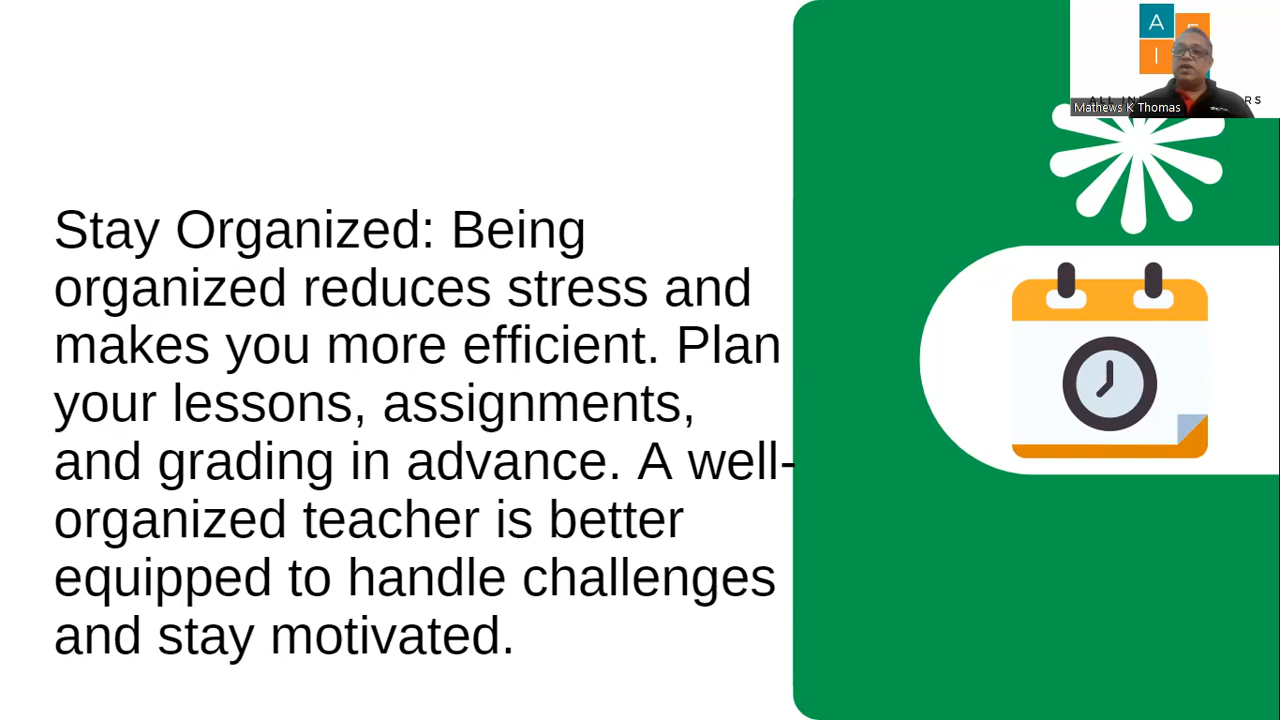 Stay Organized: Being
organized reduces stress and
makes you more efficient. Plan
your lessons, assignments,
and grading in advance. A well-
organized teacher is better
equipped to handle challenges
and stay motivated.
A
I
Mathews K Thomas